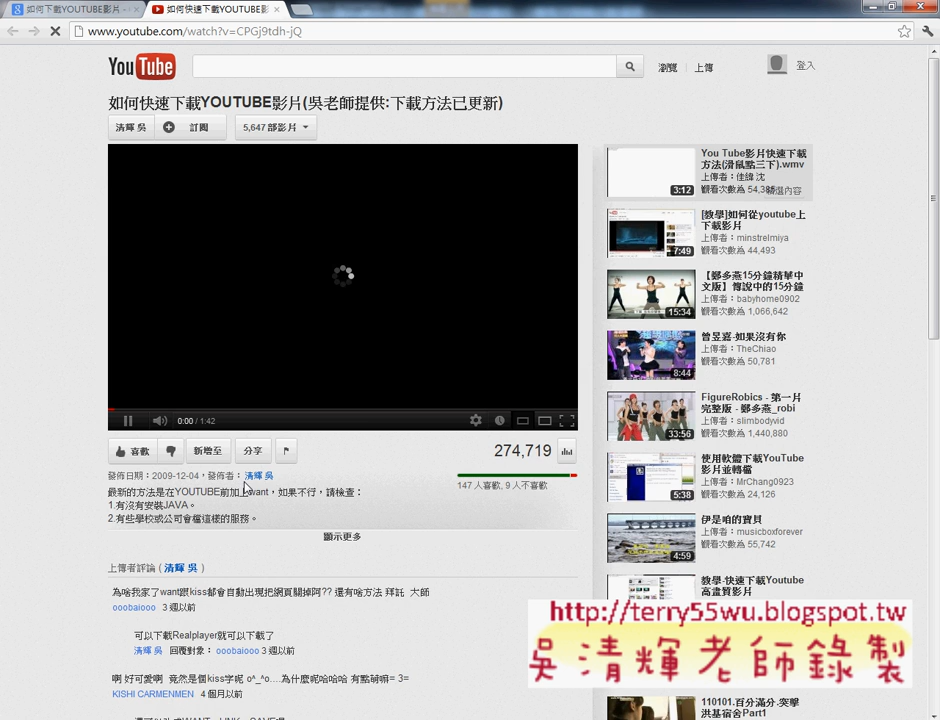 如何下載YOUTUBE影片 -
如何快速下載YOUTUBE影
www.youtube.com/watch?v=CPGj9tdh-jQ
YouTube
瀏覽
上傳
登入
如何快速下載YOUTUBE影片(吳老師提供:下載方法已更新)
清輝 吳
訂閱
5,647 部影片
0:00 / 1:42
喜歡
新增至
分享
274,719
發佈日期：2009-12-04，發佈者： 清輝 吳
147 人喜歡, 9 人不喜歡
最新的方法是在YOUTUBE前加上want，如果不行，請檢查：
1.有沒有安裝JAVA。
2.有些學校或公司會檔這樣的服務。
顯示更多
上傳者評論 ( 清輝 吳 )
為啥我家了want跟kiss都會自動出現把網頁關掉阿?? 還有啥方法 拜託 大師
ooobaiooo 3 週以前
可以下載Realplayer就可以下載了
清輝 吳 回覆對象： ooobaiooo 3 週以前
啊 好可愛喲 竟然是個kiss字呢 o^_^o....為什麼呢哈哈哈 有點萌嘛= 3=
KISHI CARMENMEN 4 個月以前
You Tube影片快速下載
方法(滑鼠點三下).wmv
上傳者：佳緯 沈
觀看次數為 54,3
精選內容
3:12
[教學]如何從youtube上
下載影片
上傳者：minstrelmiya
觀看次數為 44,493
7:49
【鄭多燕15分鐘精華中
文版】傳說中的15分鐘
上傳者：babyhome0902
觀看次數為 1,066,642
15:34
曾昱嘉-如果沒有你
上傳者：TheChiao
觀看次數為 50,781
8:44
FigureRobics - 第一片
完整版 - 鄭多燕_robi
上傳者：slimbodyvid
觀看次數為 1,440,880
33:56
使用軟體下載YouTube
影片並轉檔
上傳者：MrChang0923
觀看次數為 24,126
5:38
伊是咱的寶貝
上傳者：musicboxforever
觀看次數為 55,742
4:59
教學-快速下載Youtube
高畫質影片
http://terry55wu.blogspot.tw
吳清輝老師錄製
110101.百分滿分.突擊
洪基宿舍Part1